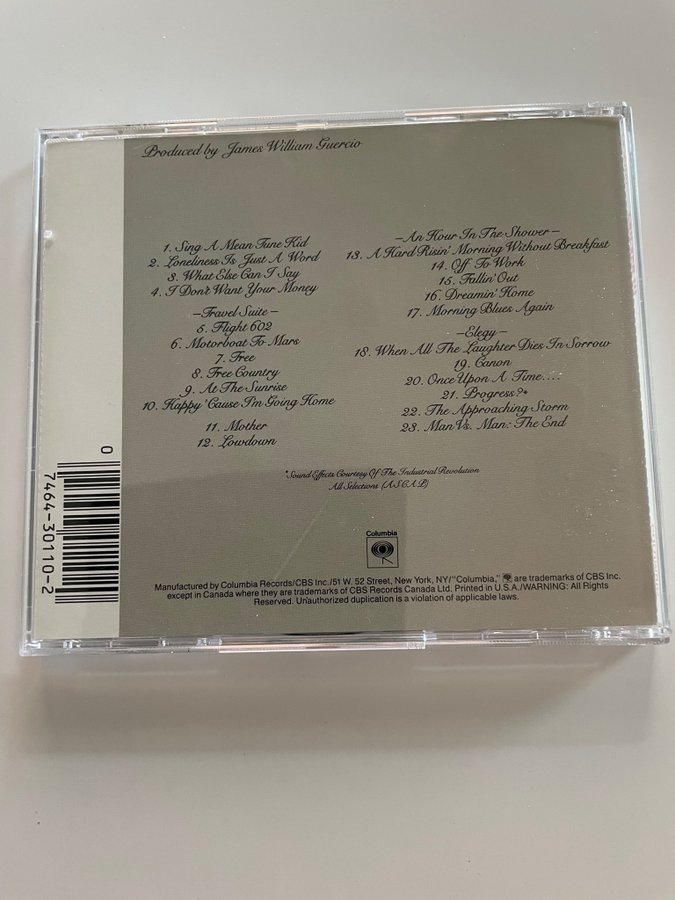 Produced by James William Guercio
1. Sing A Mean Tune Kid
2. Loneliness Is Just A Word
3. What Else Can I Say
4. I Don't Want Your Money
—Travel Suite—
5. Flight 602
6. Motorboat To Mars
7. Free
8. Free Country
9. At The Sunrise
10. Happy 'Cause I'm Going Home
11. Mother
12. Lowdown
—An Hour In The Shower—
13. A Hard Risin' Morning Without Breakfast
14. Off To Work
15. Fallin' Out
16. Dreamin' Home
17. Morning Blues Again
—Elegy—
18. When All The Laughter Dies In Sorrow
19. Canon
20. Once Upon A Time....
21. Progress?*
22. The Approaching Storm
23. Man Vs. Man: The End
*Sound Effects Courtesy Of The Industrial Revolution
All Selections (A.S.C.A.P.)
Columbia
Manufactured by Columbia Records/CBS Inc./51 W. 52 Street, New York, NY/"Columbia," are trademarks of CBS Inc.
except in Canada where they are trademarks of CBS Records Canada Ltd. Printed in U.S.A./WARNING: All Rights
Reserved. Unauthorized duplication is a violation of applicable laws.
0
7464-30110-2